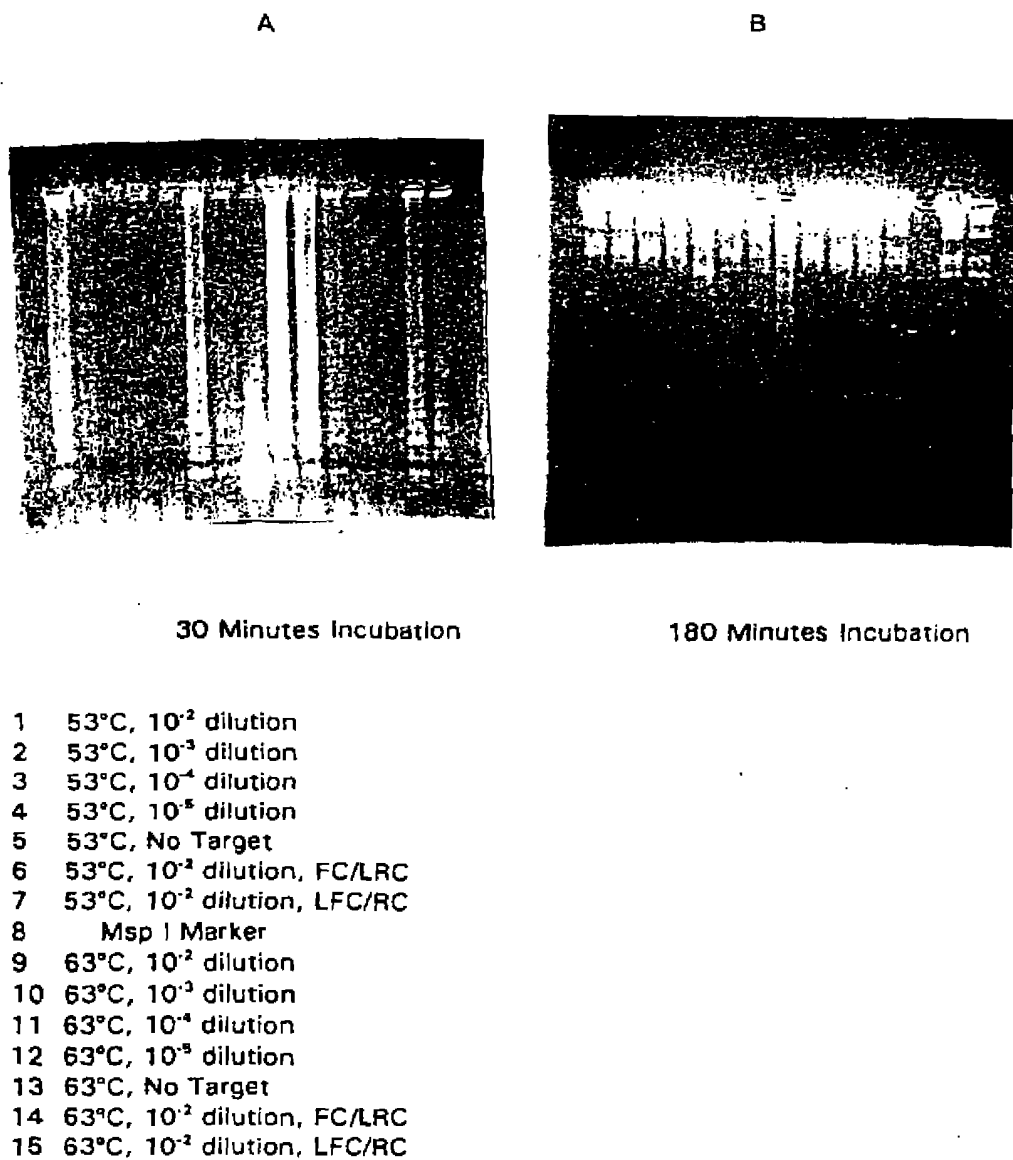 A
B
30 Minutes Incubation
180 Minutes Incubation
1 53°C, 10⁻² dilution
2 53°C, 10⁻³ dilution
3 53°C, 10⁻⁴ dilution
4 53°C, 10⁻⁵ dilution
5 53°C, No Target
6 53°C, 10⁻² dilution, FC/LRC
7 53°C, 10⁻² dilution, LFC/RC
8 Msp I Marker
9 63°C, 10⁻² dilution
10 63°C, 10⁻³ dilution
11 63°C, 10⁻⁴ dilution
12 63°C, 10⁻⁵ dilution
13 63°C, No Target
14 63°C, 10⁻² dilution, FC/LRC
15 63°C, 10⁻² dilution, LFC/RC